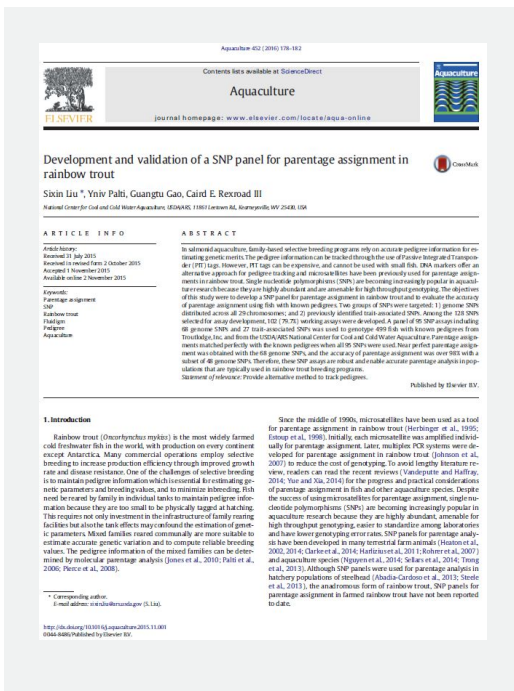 Aquaculture 452 (2016) 178–182
Contents lists available at ScienceDirect
Aquaculture
journal homepage: www.elsevier.com/locate/aqua-online
ELSEVIER
Aquaculture
Development and validation of a SNP panel for parentage assignment in
rainbow trout
CrossMark
Sixin Liu *, Yniv Palti, Guangtu Gao, Caird E. Rexroad III
National Center for Cool and Cold Water Aquaculture, USDA/ARS, 11861 Leetown Rd., Kearneysville, WV 25430, USA
ARTICLE INFO
Article history:
Received 31 July 2015
Received in revised form 2 October 2015
Accepted 1 November 2015
Available online 2 November 2015
Keywords:
Parentage assignment
SNP
Rainbow trout
Fluidigm
Pedigree
Aquaculture
ABSTRACT
In salmonid aquaculture, family-based selective breeding programs rely on accurate pedigree information for es-
timating genetic merits. The pedigree information can be tracked through the use of Passive Integrated Transpon-
der (PIT) tags. However, PIT tags can be expensive, and cannot be used with small fish. DNA markers offer an
alternative approach for pedigree tracking and microsatellites have been previously used for parentage assign-
ments in rainbow trout. Single nucleotide polymorphisms (SNPs) are becoming increasingly popular in aquacul-
ture research because they are highly abundant and are amenable for high throughput genotyping. The objectives
of this study were to develop a SNP panel for parentage assignment in rainbow trout and to evaluate the accuracy
of parentage assignment using fish with known pedigrees. Two groups of SNPs were targeted: 1) genome SNPs
distributed across all 29 chromosomes; and 2) previously identified trait-associated SNPs. Among the 128 SNPs
selected for assay development, 102 (79.7%) working assays were developed. A panel of 95 SNP assays including
68 genome SNPs and 27 trait-associated SNPs was used to genotype 499 fish with known pedigrees from
Troutlodge, Inc. and from the USDA/ARS National Center for Cool and Cold Water Aquaculture. Parentage assign-
ments matched perfectly with the known pedigrees when all 95 SNPs were used. Near perfect parentage assign-
ment was obtained with the 68 genome SNPs, and the accuracy of parentage assignment was over 98% with a
subset of 48 genome SNPs. Therefore, these SNP assays are robust and enable accurate parentage analysis in pop-
ulations that are typically used in rainbow trout breeding programs.
Statement of relevance: Provide alternative method to track pedigrees.
Published by Elsevier B.V.
1. Introduction
Rainbow trout (Oncorhynchus mykiss) is the most widely farmed
cold freshwater fish in the world, with production on every continent
except Antarctica. Many commercial operations employ selective
breeding to increase production efficiency through improved growth
rate and disease resistance. One of the challenges of selective breeding
is to maintain pedigree information which is essential for estimating ge-
netic parameters and breeding values, and to minimize inbreeding. Fish
need be reared by family in individual tanks to maintain pedigree infor-
mation because they are too small to be physically tagged at hatching.
This requires not only investment in the infrastructure of family rearing
facilities but also the tank effects may confound the estimation of genet-
ic parameters. Mixed families reared communally are more suitable to
estimate accurate genetic variation and to compute reliable breeding
values. The pedigree information of the mixed families can be deter-
mined by molecular parentage analysis (Jones et al., 2010; Palti et al.,
2006; Pierce et al., 2008).
* Corresponding author.
E-mail address: sixin.liu@ars.usda.gov (S. Liu).
Since the middle of 1990s, microsatellites have been used as a tool
for parentage assignment in rainbow trout (Herbinger et al., 1995;
Estoup et al., 1998). Initially, each microsatellite was amplified individ-
ually for parentage assignment. Later, multiplex PCR systems were de-
veloped for parentage assignment in rainbow trout (Johnson et al.,
2007) to reduce the cost of genotyping. To avoid lengthy literature re-
view, readers can read the recent reviews (Vandeputte and Haffray,
2014; Yue and Xia, 2014) for the progress and practical considerations
of parentage assignment in fish and other aquaculture species. Despite
the success of using microsatellites for parentage assignment, single nu-
cleotide polymorphisms (SNPs) are becoming increasingly popular in
aquaculture research because they are highly abundant, amenable for
high throughput genotyping, easier to standardize among laboratories
and have lower genotyping error rates. SNP panels for parentage analy-
sis have been developed in many terrestrial farm animals (Heaton et al.,
2002, 2014; Clarke et al., 2014; Harlizius et al., 2011; Rohrer et al., 2007)
and aquaculture species (Nguyen et al., 2014; Sellars et al., 2014; Trong
et al., 2013). Although SNP panels were used for parentage analysis in
hatchery populations of steelhead (Abadia-Cardoso et al., 2013; Steele
et al., 2013), the anadromous form of rainbow trout, SNP panels for
parentage assignment in farmed rainbow trout have not been reported
to date.
http://dx.doi.org/10.1016/j.aquaculture.2015.11.001
0044-8486/Published by Elsevier B.V.